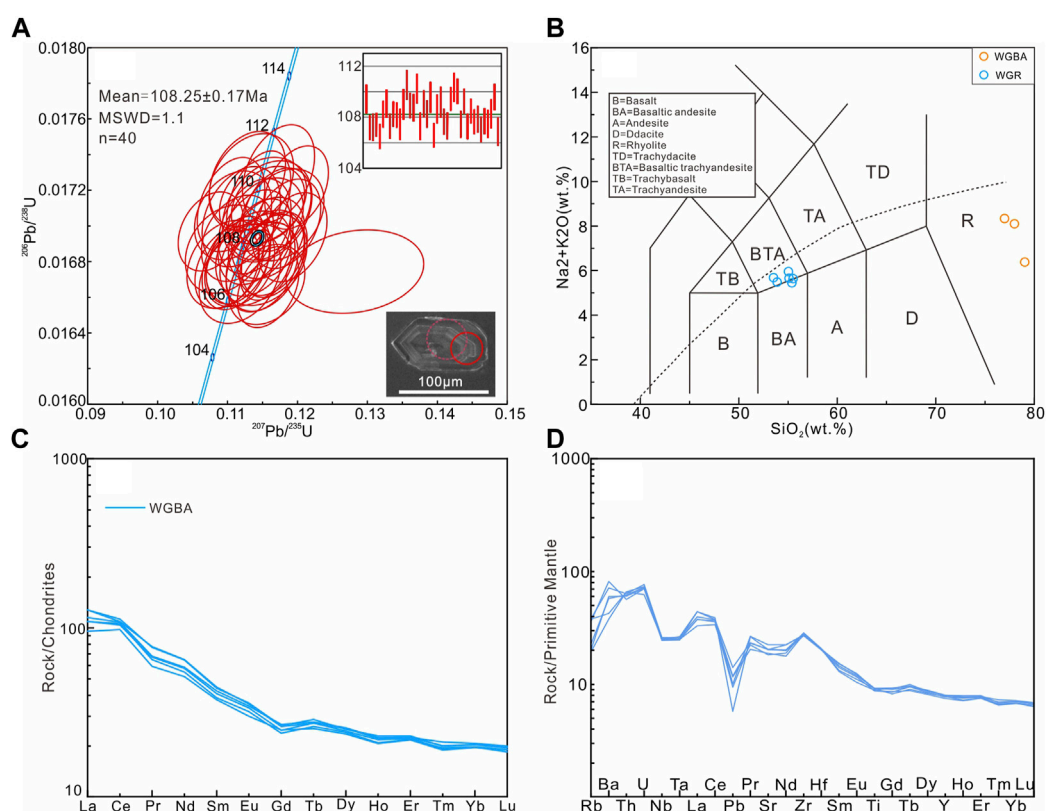 A
0.0180
0.0176
0.0172
0.0168
0.0164
0.0160
206Pb/238U
Mean=108.25±0.17Ma
MSWD=1.1
n=40
114
112
110
108
106
104
112
108
104
100μm
0.09
0.10
0.11
0.12
0.13
0.14
0.15
207Pb/235U
B
16
14
12
10
8
6
4
2
0
Na2+K2O(wt.%)
WGBA
WGR
B=Basalt
BA=Basaltic andesite
A=Andesite
D=Ddacite
R=Rhyolite
TD=Trachydacite
BTA=Basaltic trachyandesite
TB=Trachybasalt
TA=Trachyandesite
TD
TA
R
BTA
TB
B
BA
A
D
40
50
60
70
80
SiO2(wt.%)
C
1000
100
10
Rock/Chondrites
WGBA
La Ce Pr Nd Sm Eu Gd Tb Dy Ho Er Tm Yb Lu
D
1000
100
10
Rock/Primitive Mantle
Ba U Ta Ce Pr Nd Hf Eu Gd Dy Ho Tm Lu
Rb Th Nb La Pb Sr Zr Sm Ti Tb Y Er Yb